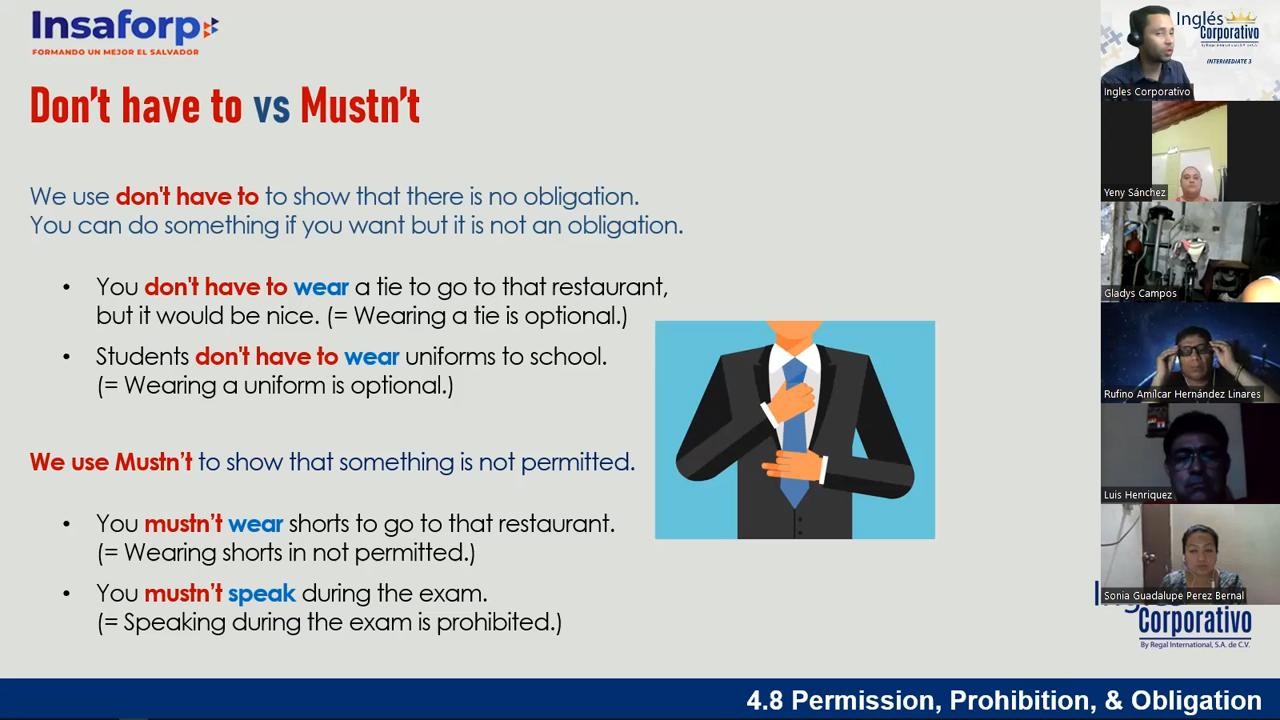 Insaforp
FORMANDO UN MEJOR EL SALVADOR
Don't have to vs Mustn't
We use don't have to to show that there is no obligation.
You can do something if you want but it is not an obligation.
• You don't have to wear a tie to go to that restaurant,
but it would be nice. (= Wearing a tie is optional.)
• Students don't have to wear uniforms to school.
(= Wearing a uniform is optional.)
We use Mustn't to show that something is not permitted.
• You mustn't wear shorts to go to that restaurant.
(= Wearing shorts in not permitted.)
• You mustn't speak during the exam.
(= Speaking during the exam is prohibited.)
4.8 Permission, Prohibition, & Obligation
Inglés
Corporativo
By Regal International, S.A. de C.V.
INTERMEDIATE 3
Ingles Corporativo
Yeny Sánchez
Gladys Campos
Rufino Amílcar Hernández Linares
Luis Henriquez
Sonia Guadalupe Perez Bernal
Corporativo
By Regal International, S.A. de C.V.